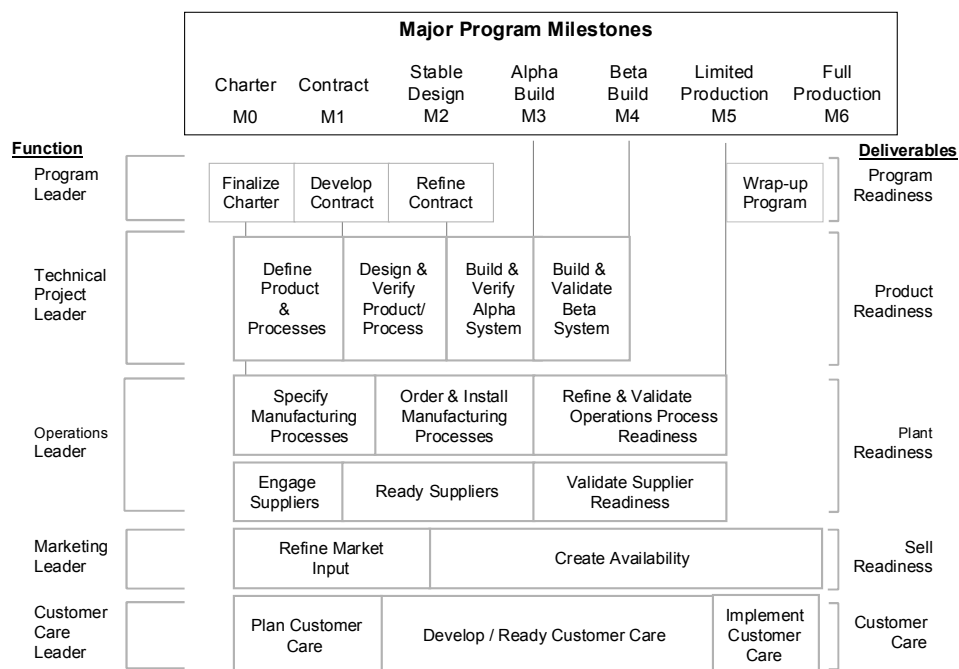 Major Program Milestones
Charter
M0
Contract
M1
Stable
Design
M2
Alpha
Build
M3
Beta
Build
M4
Limited
Production
M5
Full
Production
M6
Function
Deliverables
Program
Leader
Finalize
Charter
Develop
Contract
Refine
Contract
Wrap-up
Program
Program
Readiness
Technical
Project
Leader
Define
Product
&
Processes
Design &
Verify
Product/
Process
Build &
Verify
Alpha
System
Build &
Validate
Beta
System
Product
Readiness
Operations
Leader
Specify
Manufacturing
Processes
Order & Install
Manufacturing
Processes
Refine & Validate
Operations Process
Readiness
Plant
Readiness
Engage
Suppliers
Ready Suppliers
Validate Supplier
Readiness
Marketing
Leader
Refine Market
Input
Create Availability
Sell
Readiness
Customer
Care
Leader
Plan Customer
Care
Develop / Ready Customer Care
Implement
Customer
Care
Customer
Care